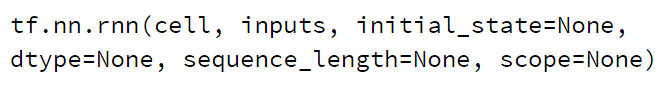 tf.nn.rnn(cell, inputs, initial_state=None,
dtype=None, sequence_length=None, scope=None)